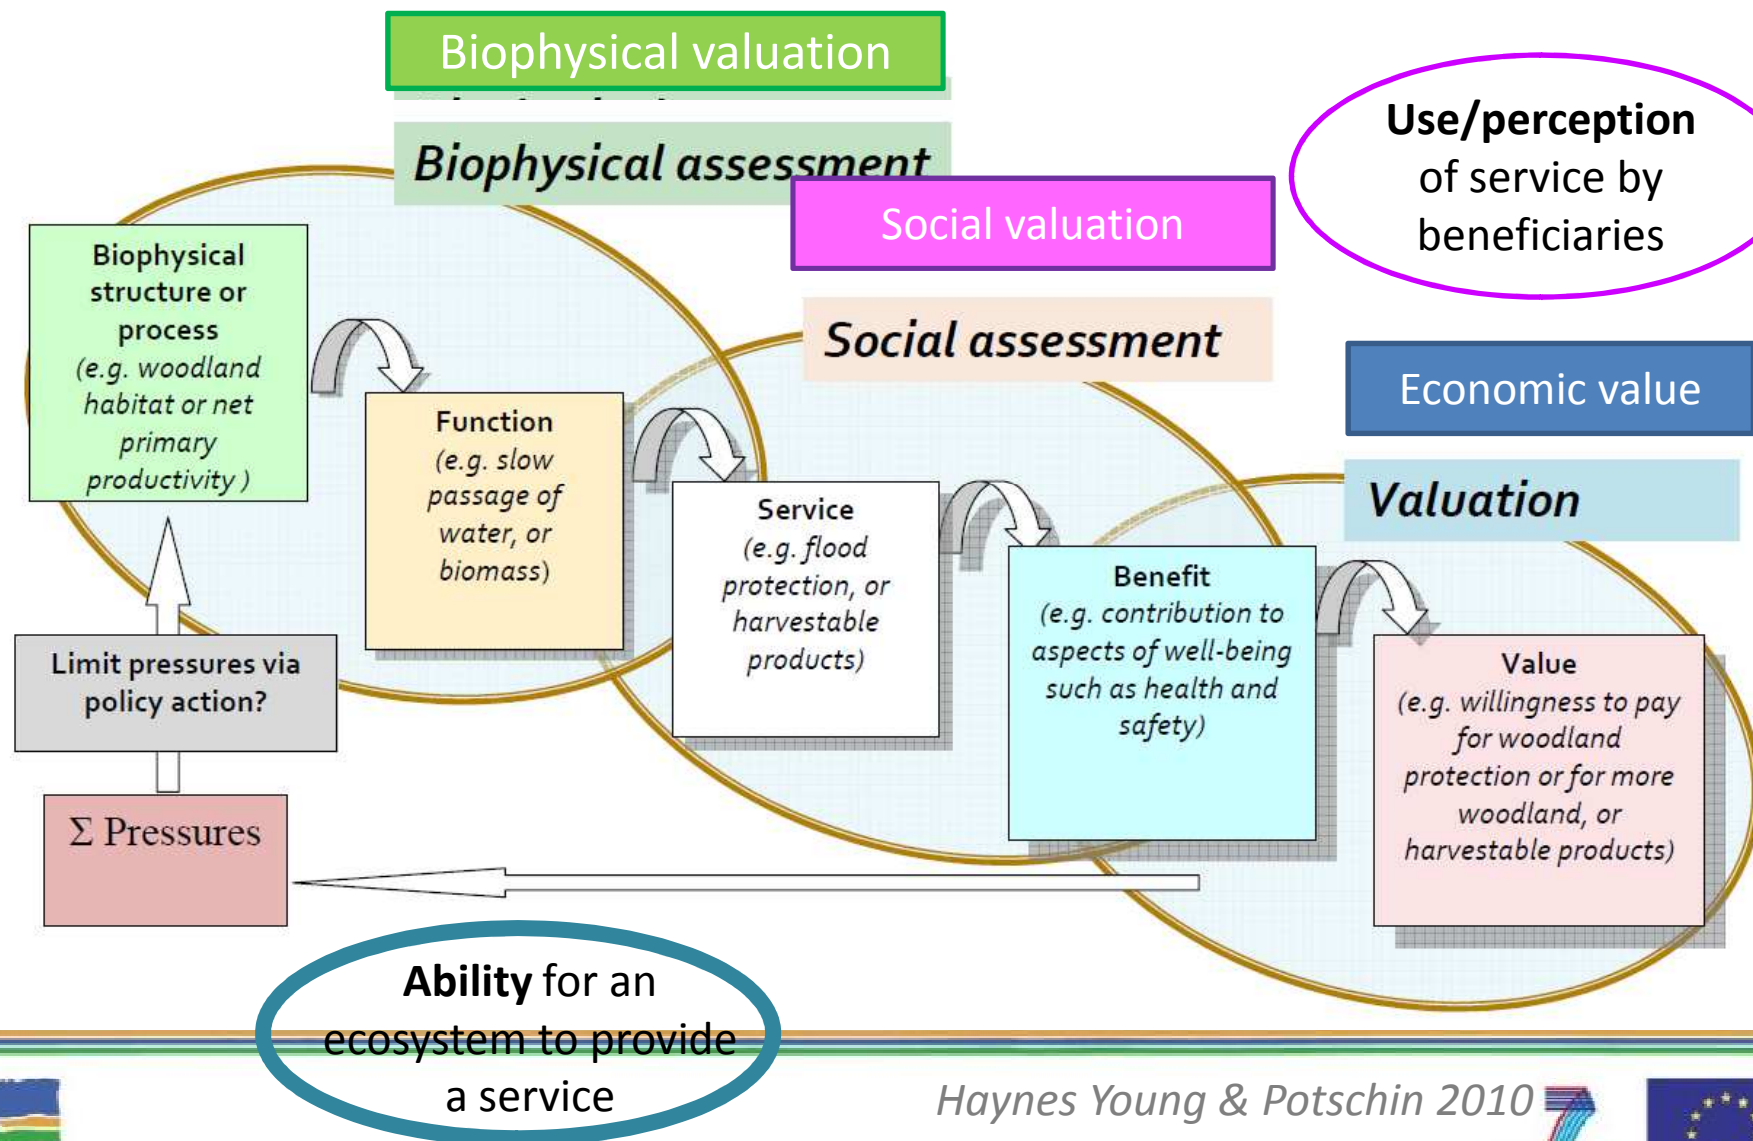 Biophysical valuation
Biophysical assessment
Use/perception
of service by
beneficiaries
Social valuation
Social assessment
Economic value
Valuation
Biophysical
structure or
process
(e.g. woodland
habitat or net
primary
productivity )
Function
(e.g. slow
passage of
water, or
biomass)
Service
(e.g. flood
protection, or
harvestable
products)
Benefit
(e.g. contribution to
aspects of well-being
such as health and
safety)
Value
(e.g. willingness to pay
for woodland
protection or for more
woodland, or
harvestable products)
Limit pressures via
policy action?
Σ Pressures
Ability for an
ecosystem to provide
a service
Haynes Young & Potschin 2010